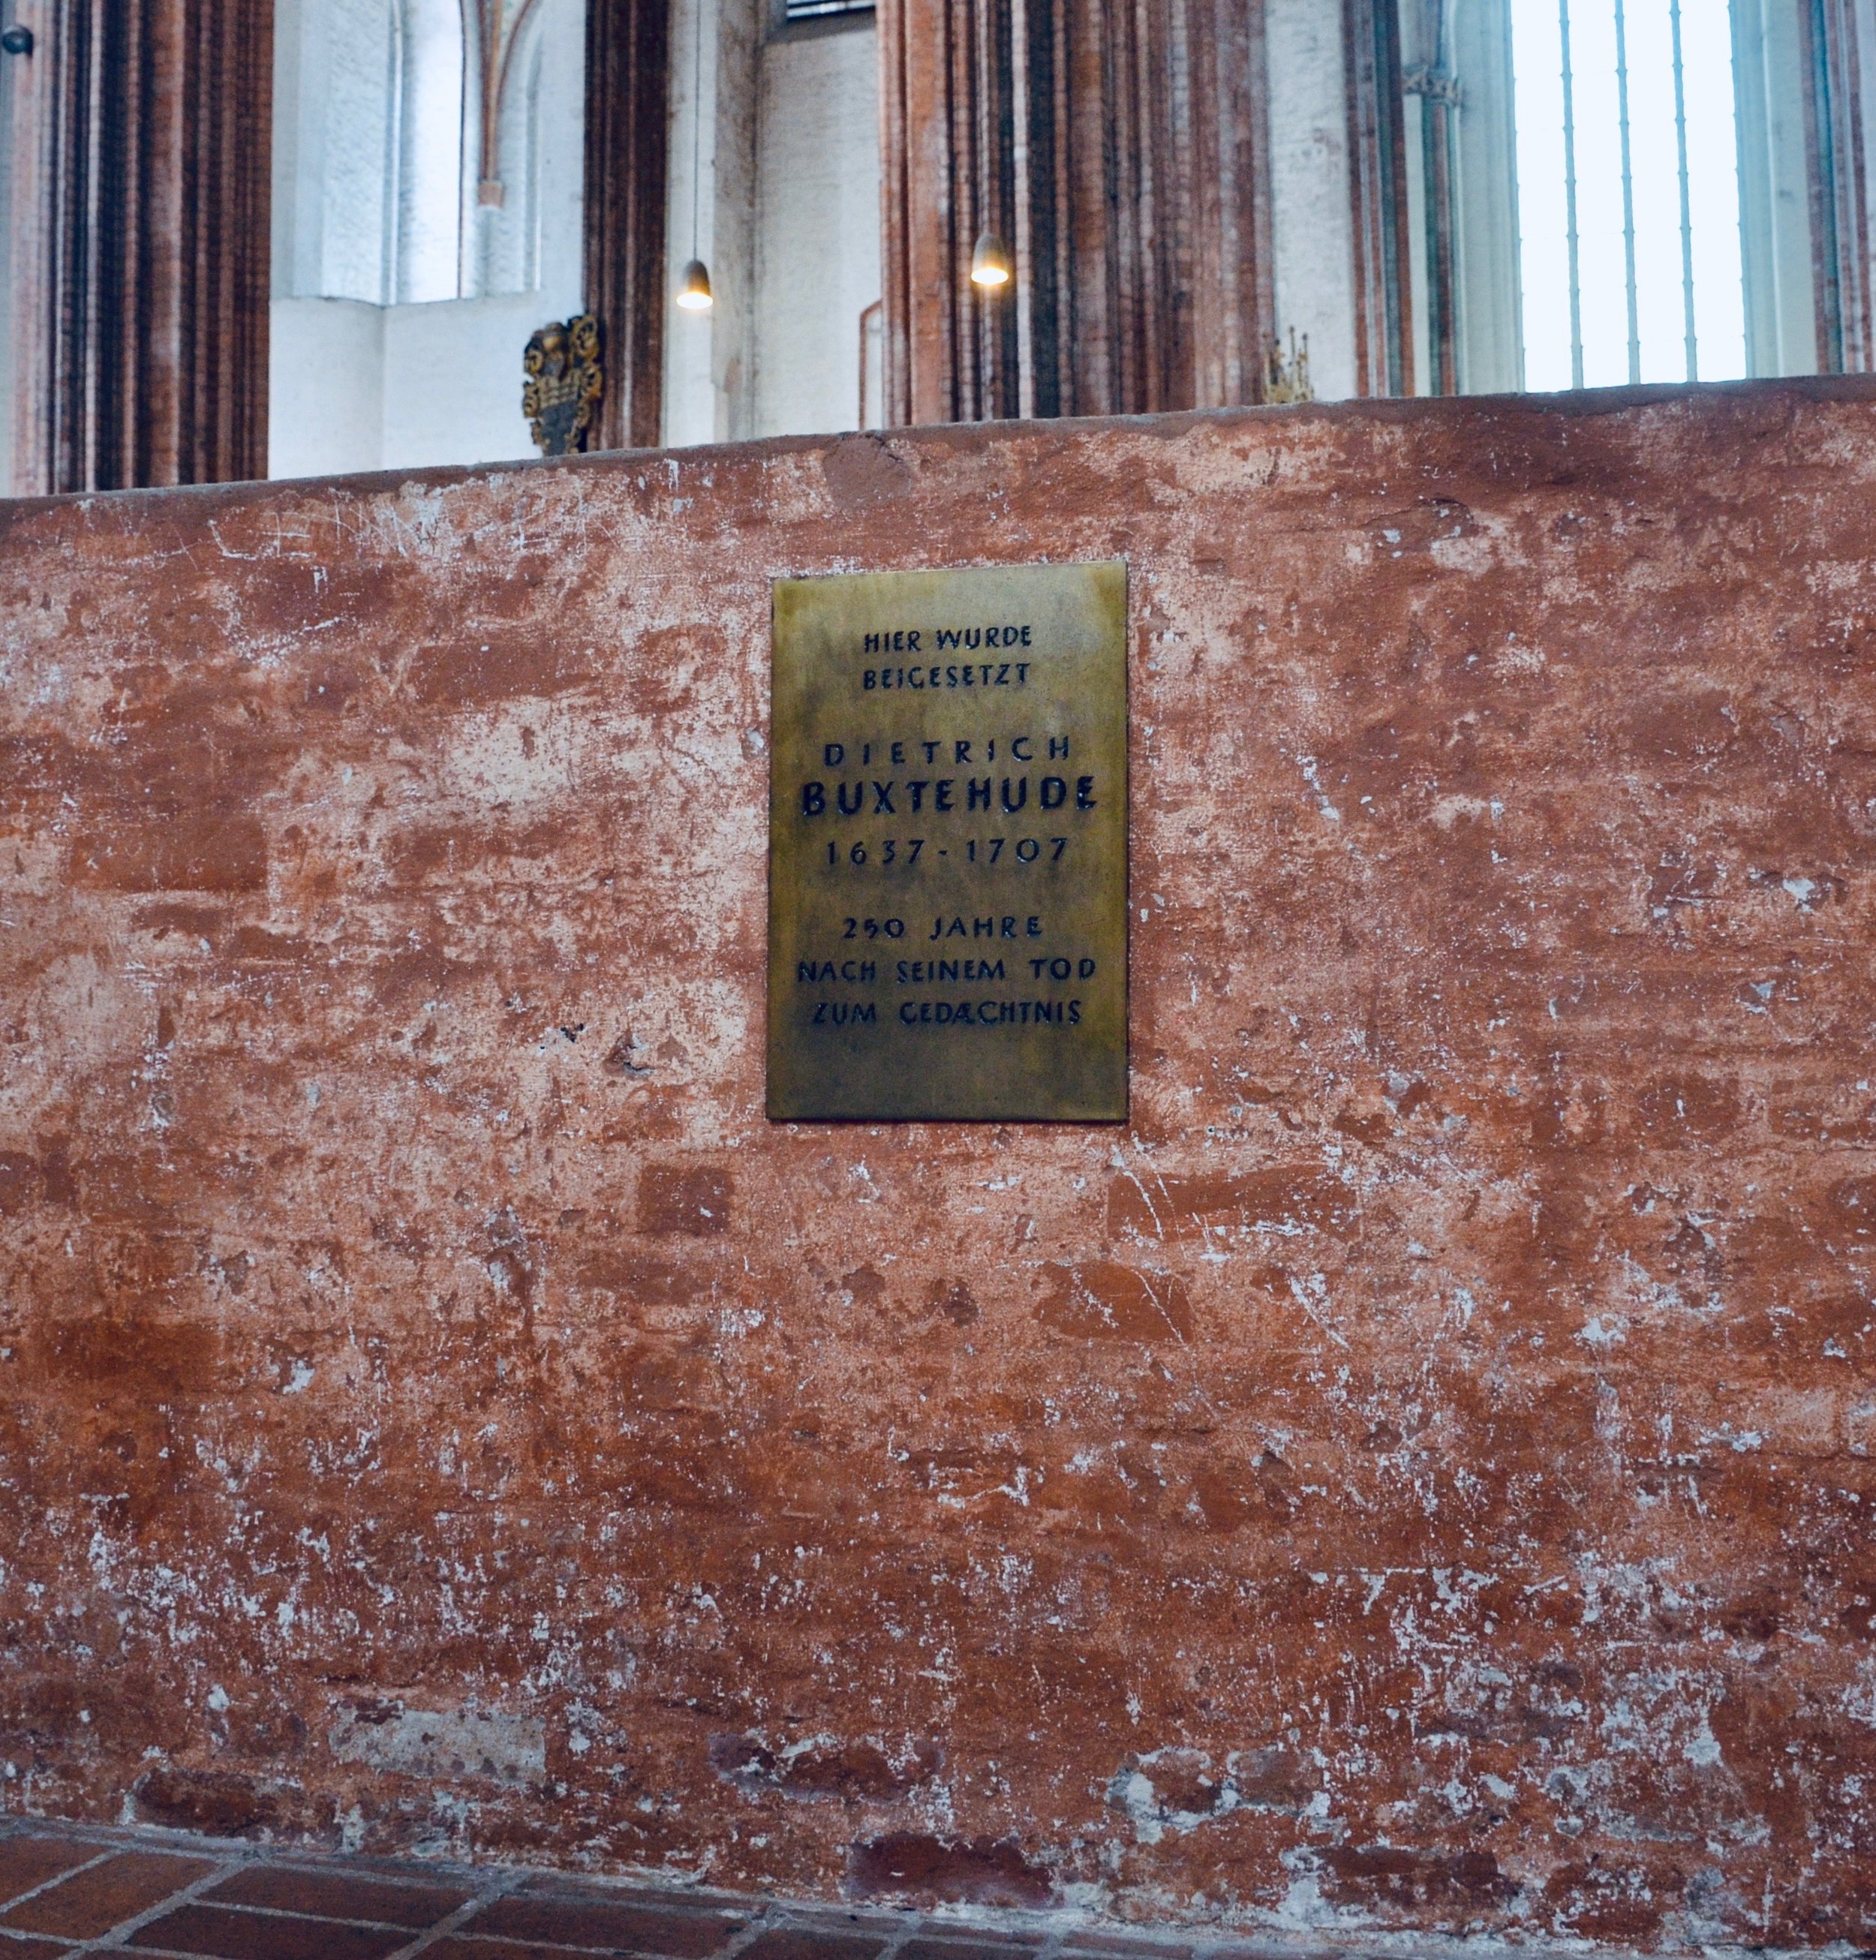 HIER WURDE
BEIGESETZT
DIETRICH
BUXTEHUDE
1637-1707
250 JAHRE
NACH SEINEM TOD
ZUM GEDÆCHTNIS